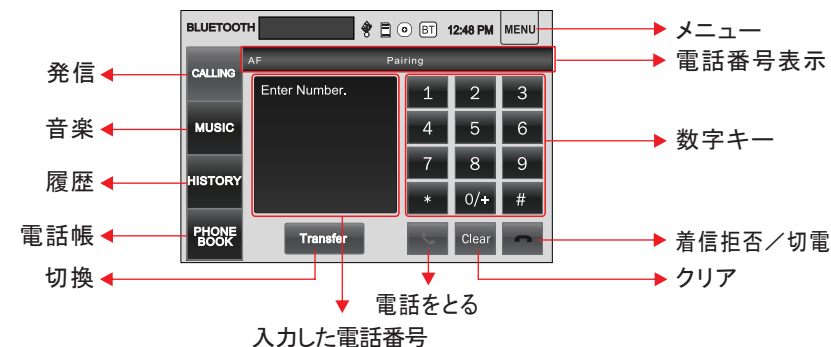 BLUETOOTH BT 12:48 PM MENU メニュー
AF Pairing 電話番号表示
発信 CALLING Enter Number. 1 2 3
音楽 MUSIC 4 5 6 数字キー
7 8 9
履歴 HISTORY * 0/+ #
電話帳 PHONE BOOK Transfer Clear 着信拒否／切電
切換 クリア
電話をとる
入力した電話番号